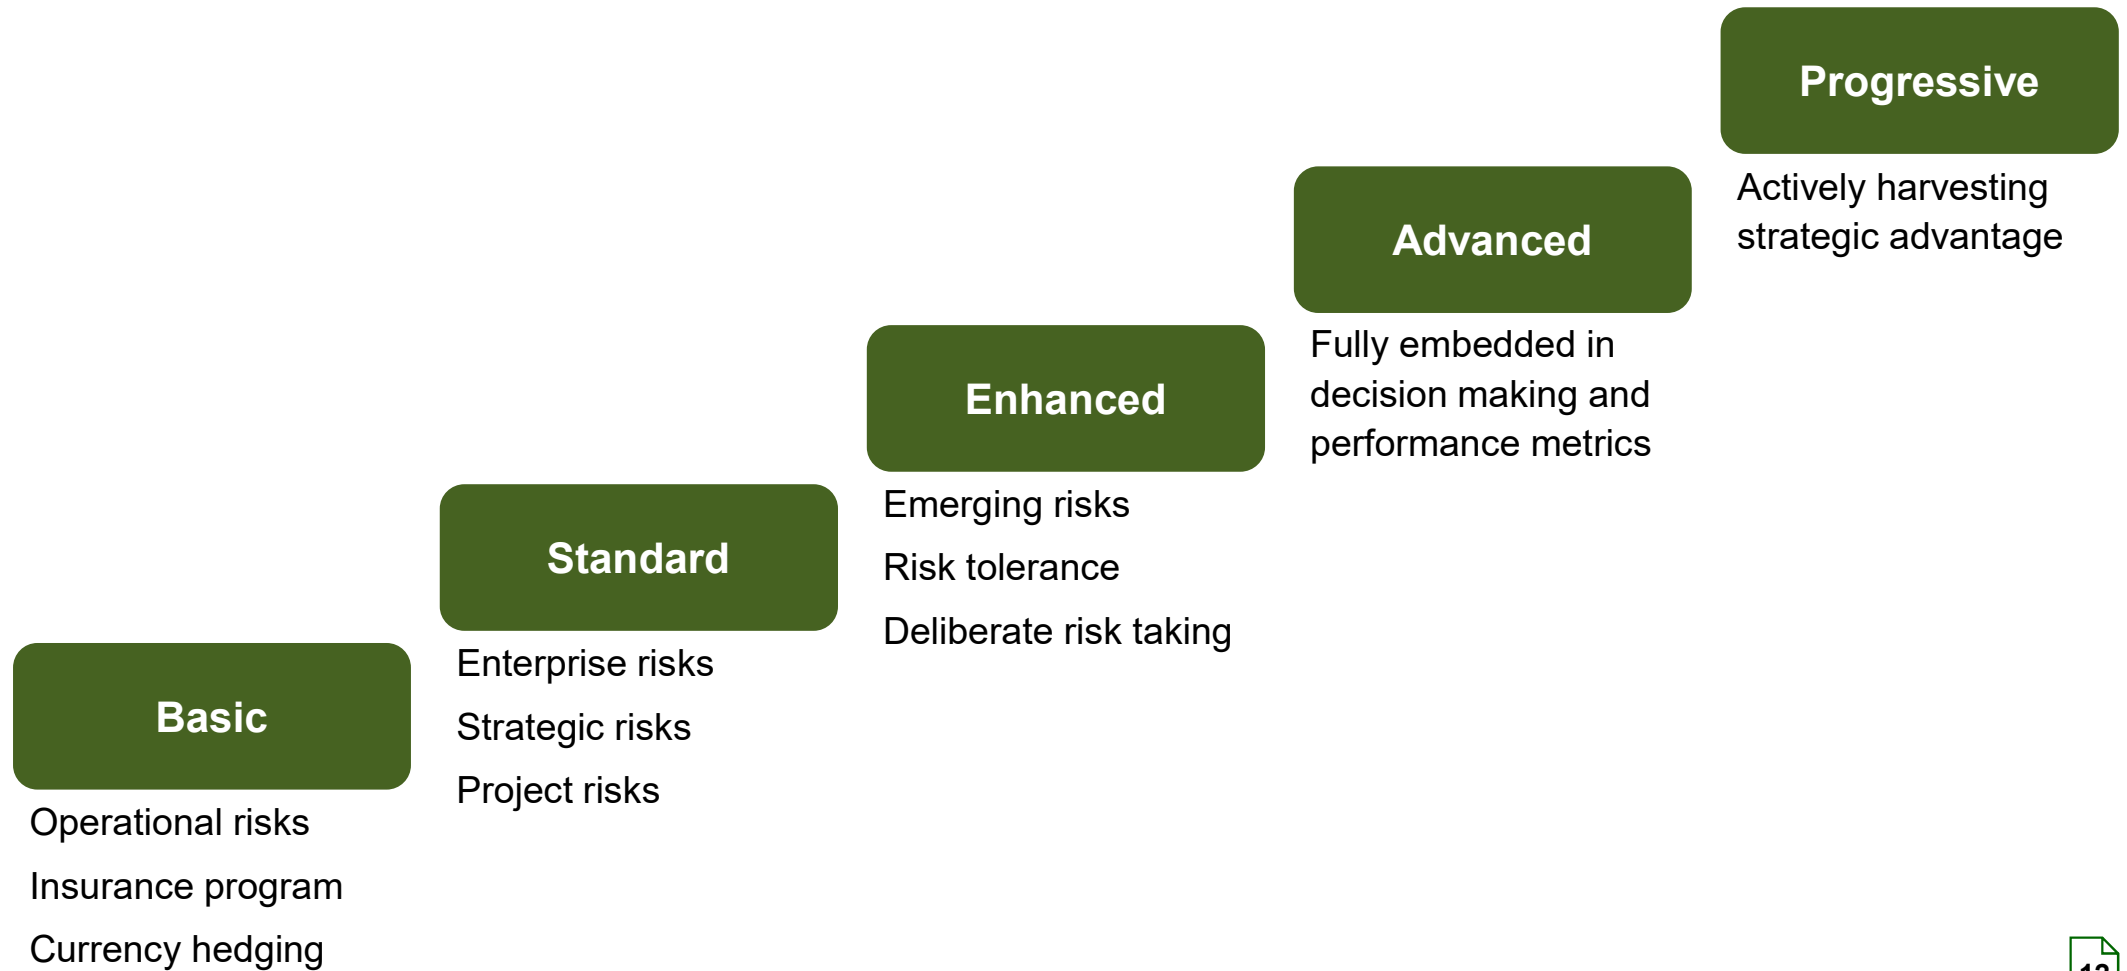 Progressive
Actively harvesting
strategic advantage
Advanced
Fully embedded in
decision making and
performance metrics
Enhanced
Emerging risks
Risk tolerance
Deliberate risk taking
Standard
Enterprise risks
Strategic risks
Project risks
Basic
Operational risks
Insurance program
Currency hedging